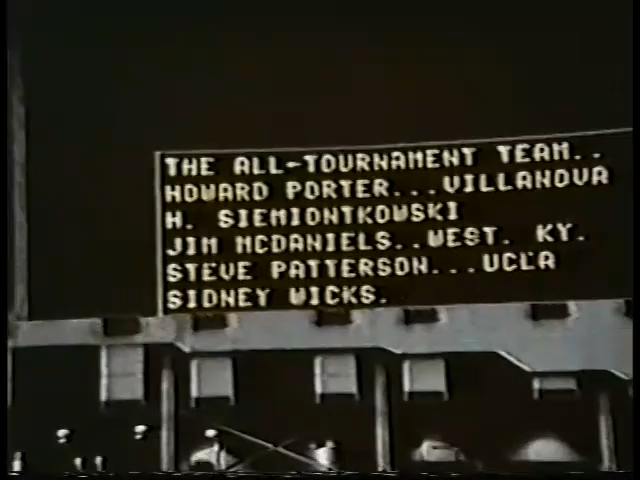 THE ALL-TOURNAMENT TEAM..
HOWARD PORTER...VILLANOVA
H. SIEMIONTKOWSKI
JIM MCDANIELS..WEST. KY.
STEVE PATTERSON...UCLA
SIDNEY WICKS.